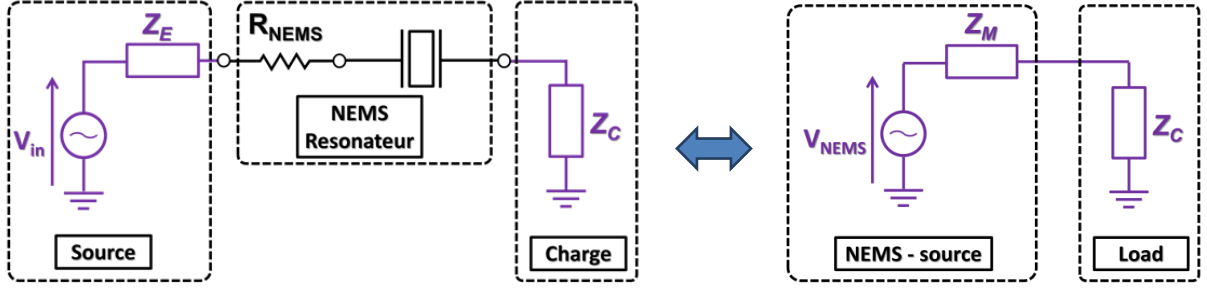 Z_E
R_NEMS
V_in
NEMS
Resonateur
Z_C
Source
Charge
Z_M
V_NEMS
Z_C
NEMS - source
Load